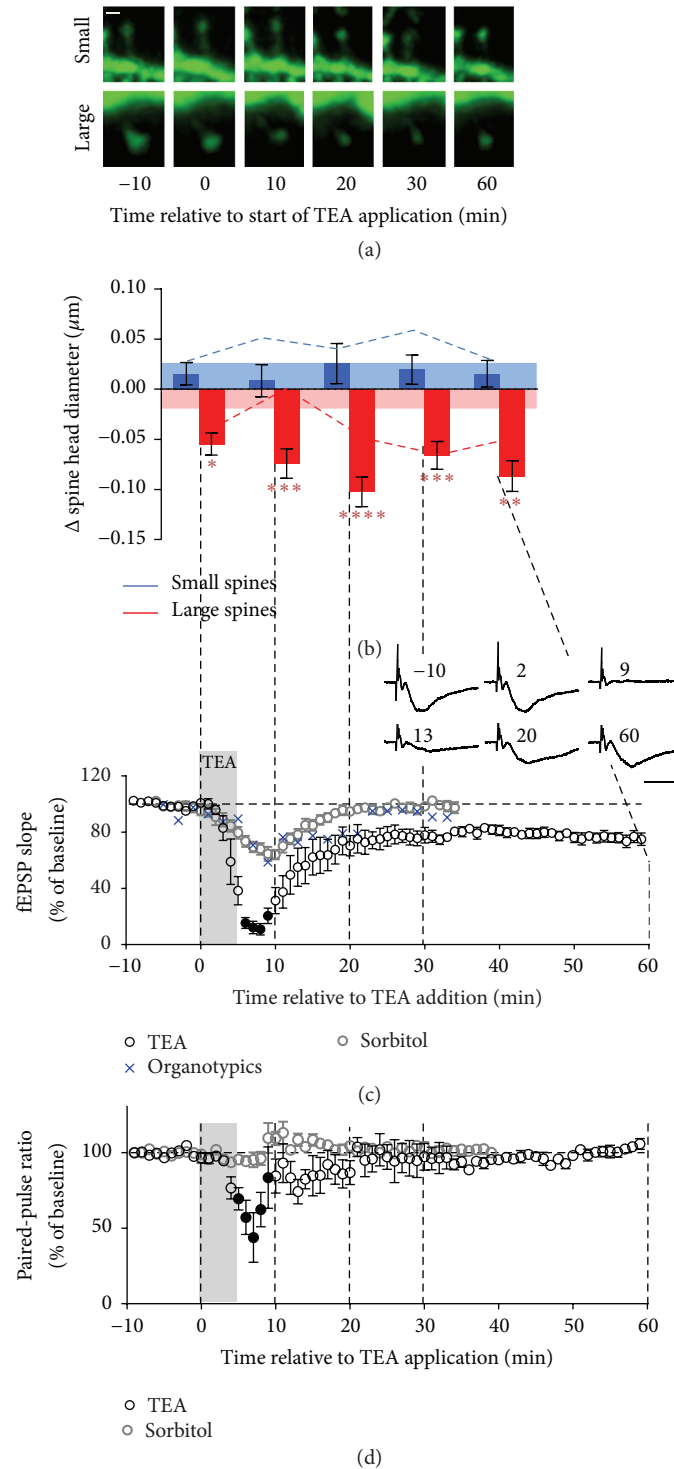 Small
Large
−10 0 10 20 30 60
Time relative to start of TEA application (min)
(a)
0.10
0.05
0.00
−0.05
−0.10
−0.15
Δ spine head diameter (μm)
* *** **** *** **
Small spines
Large spines
(b)
−10 2 9
13 20 60
TEA
120
80
40
0
fEPSP slope
(% of baseline)
−10 0 10 20 30 40 50 60
Time relative to TEA addition (min)
TEA Sorbitol
Organotypics
(c)
100
50
0
Paired-pulse ratio
(% of baseline)
−10 0 10 20 30 40 50 60
Time relative to TEA application (min)
TEA
Sorbitol
(d)